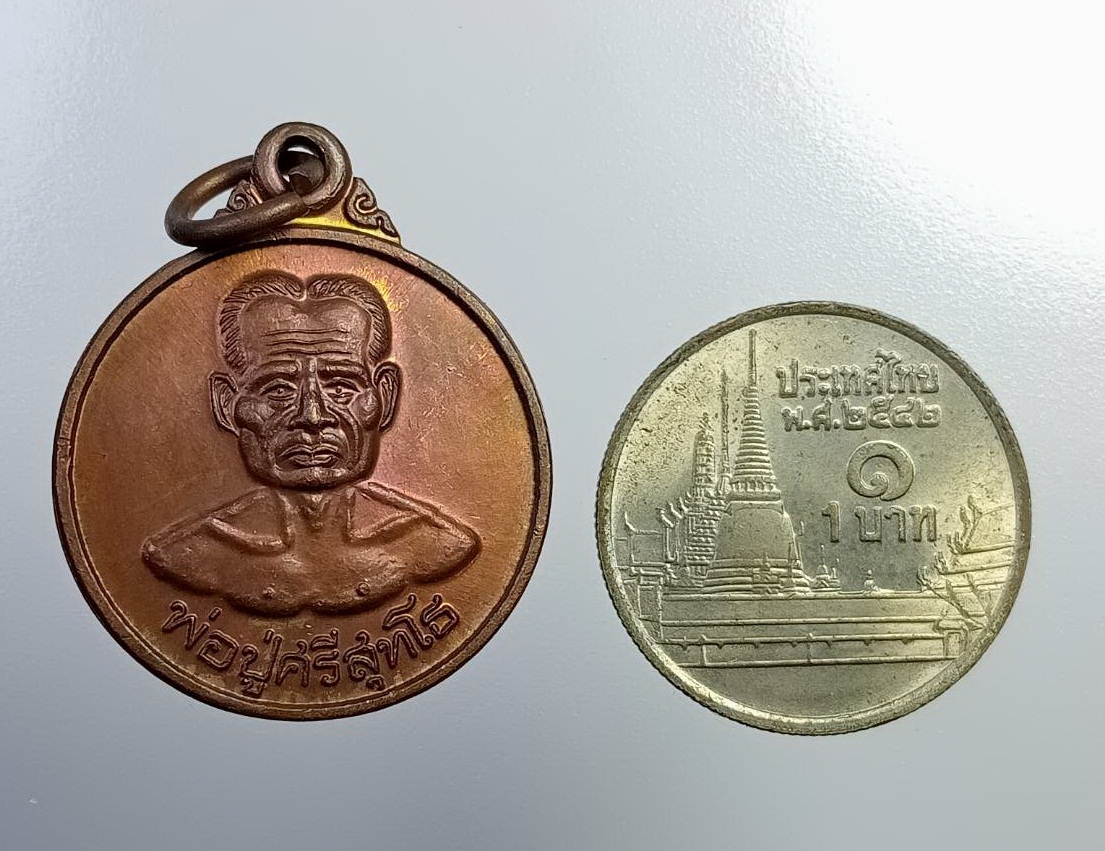 พ่อปู่ศรีสุทโธ
ประเทศไทย
พ.ศ.๒๕๔๒
๑
1 บาท